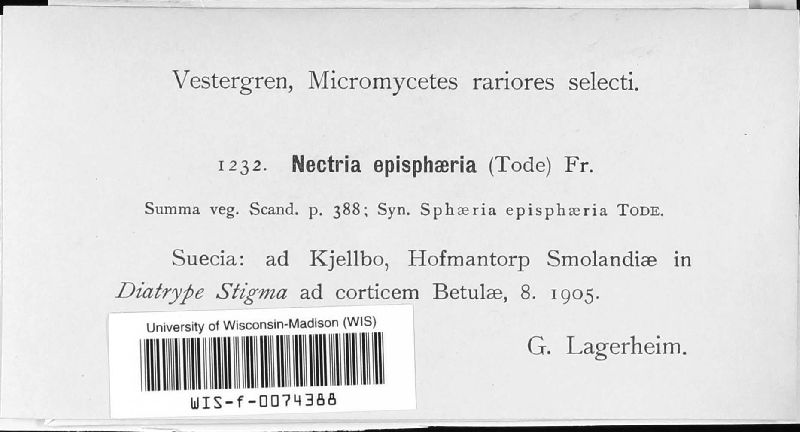 Vestergren, Micromycetes rariores selecti.
1232. Nectria episphæria (Tode) Fr.
Summa veg. Scand. p. 388; Syn. Sphæria episphæria TODE.
Suecia: ad Kjellbo, Hofmantorp Smolandiæ in
Diatrype Stigma ad corticem Betulæ, 8. 1905.
G. Lagerheim.
University of Wisconsin-Madison (WIS)
WIS-f-0074388